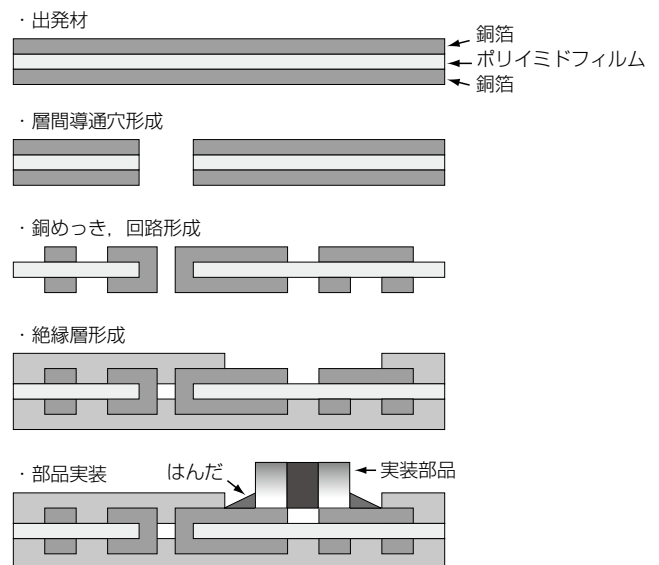 ・出発材
銅箔
ポリイミドフィルム
銅箔
・層間導通穴形成
・銅めっき，回路形成
・絶縁層形成
・部品実装
はんだ
実装部品